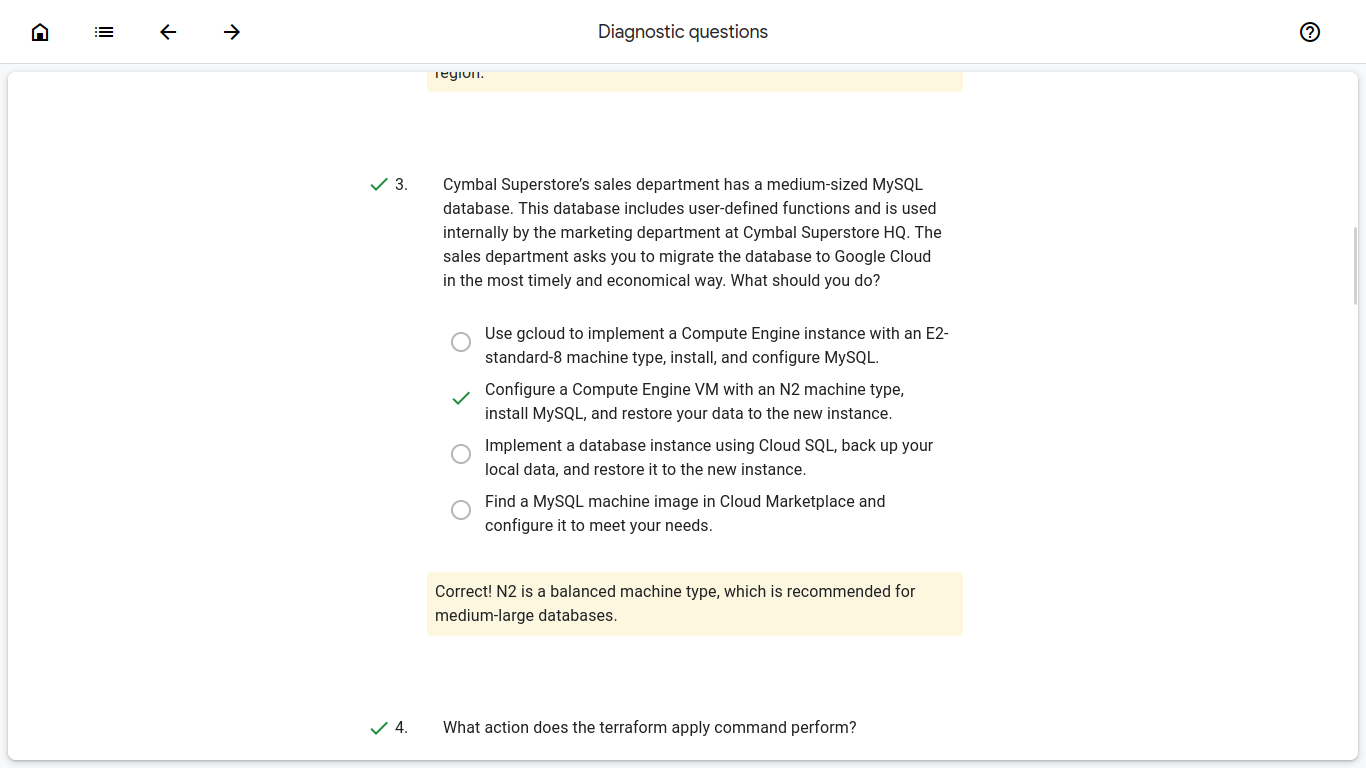 Diagnostic questions
region.
3. Cymbal Superstore’s sales department has a medium-sized MySQL
database. This database includes user-defined functions and is used
internally by the marketing department at Cymbal Superstore HQ. The
sales department asks you to migrate the database to Google Cloud
in the most timely and economical way. What should you do?
Use gcloud to implement a Compute Engine instance with an E2-
standard-8 machine type, install, and configure MySQL.
Configure a Compute Engine VM with an N2 machine type,
install MySQL, and restore your data to the new instance.
Implement a database instance using Cloud SQL, back up your
local data, and restore it to the new instance.
Find a MySQL machine image in Cloud Marketplace and
configure it to meet your needs.
Correct! N2 is a balanced machine type, which is recommended for
medium-large databases.
4. What action does the terraform apply command perform?